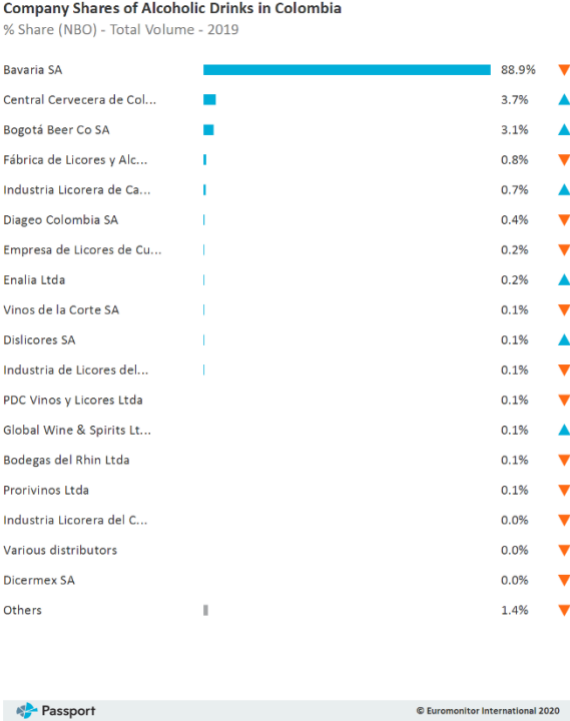 Company Shares of Alcoholic Drinks in Colombia
% Share (NBO) - Total Volume - 2019
Bavaria SA 88.9%
Central Cervecera de Col... 3.7%
Bogotá Beer Co SA 3.1%
Fábrica de Licores y Alc... 0.8%
Industria Licorera de Ca... 0.7%
Diageo Colombia SA 0.4%
Empresa de Licores de Cu... 0.2%
Enalia Ltda 0.2%
Vinos de la Corte SA 0.1%
Dislicores SA 0.1%
Industria de Licores del... 0.1%
PDC Vinos y Licores Ltda 0.1%
Global Wine & Spirits Lt... 0.1%
Bodegas del Rhin Ltda 0.1%
Prorivinos Ltda 0.1%
Industria Licorera del C... 0.0%
Various distributors 0.0%
Dicermex SA 0.0%
Others 1.4%
Passport © Euromonitor International 2020